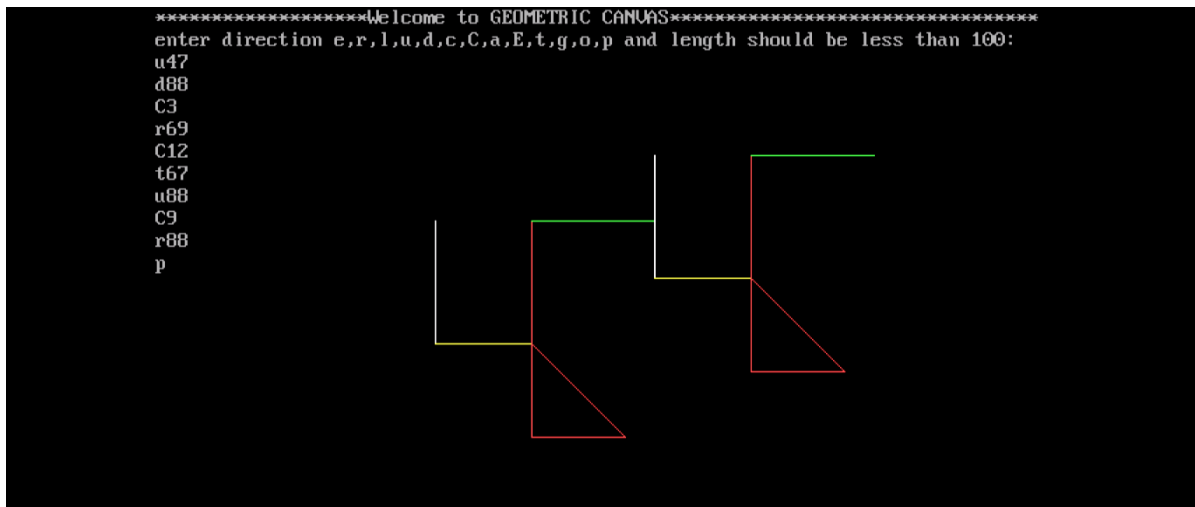 *******************Welcome to GEOMETRIC CANVAS*********************************
enter direction e,r,l,u,d,c,C,a,E,t,g,o,p and length should be less than 100:
u47
d88
C3
r69
C12
t67
u88
C9
r88
p